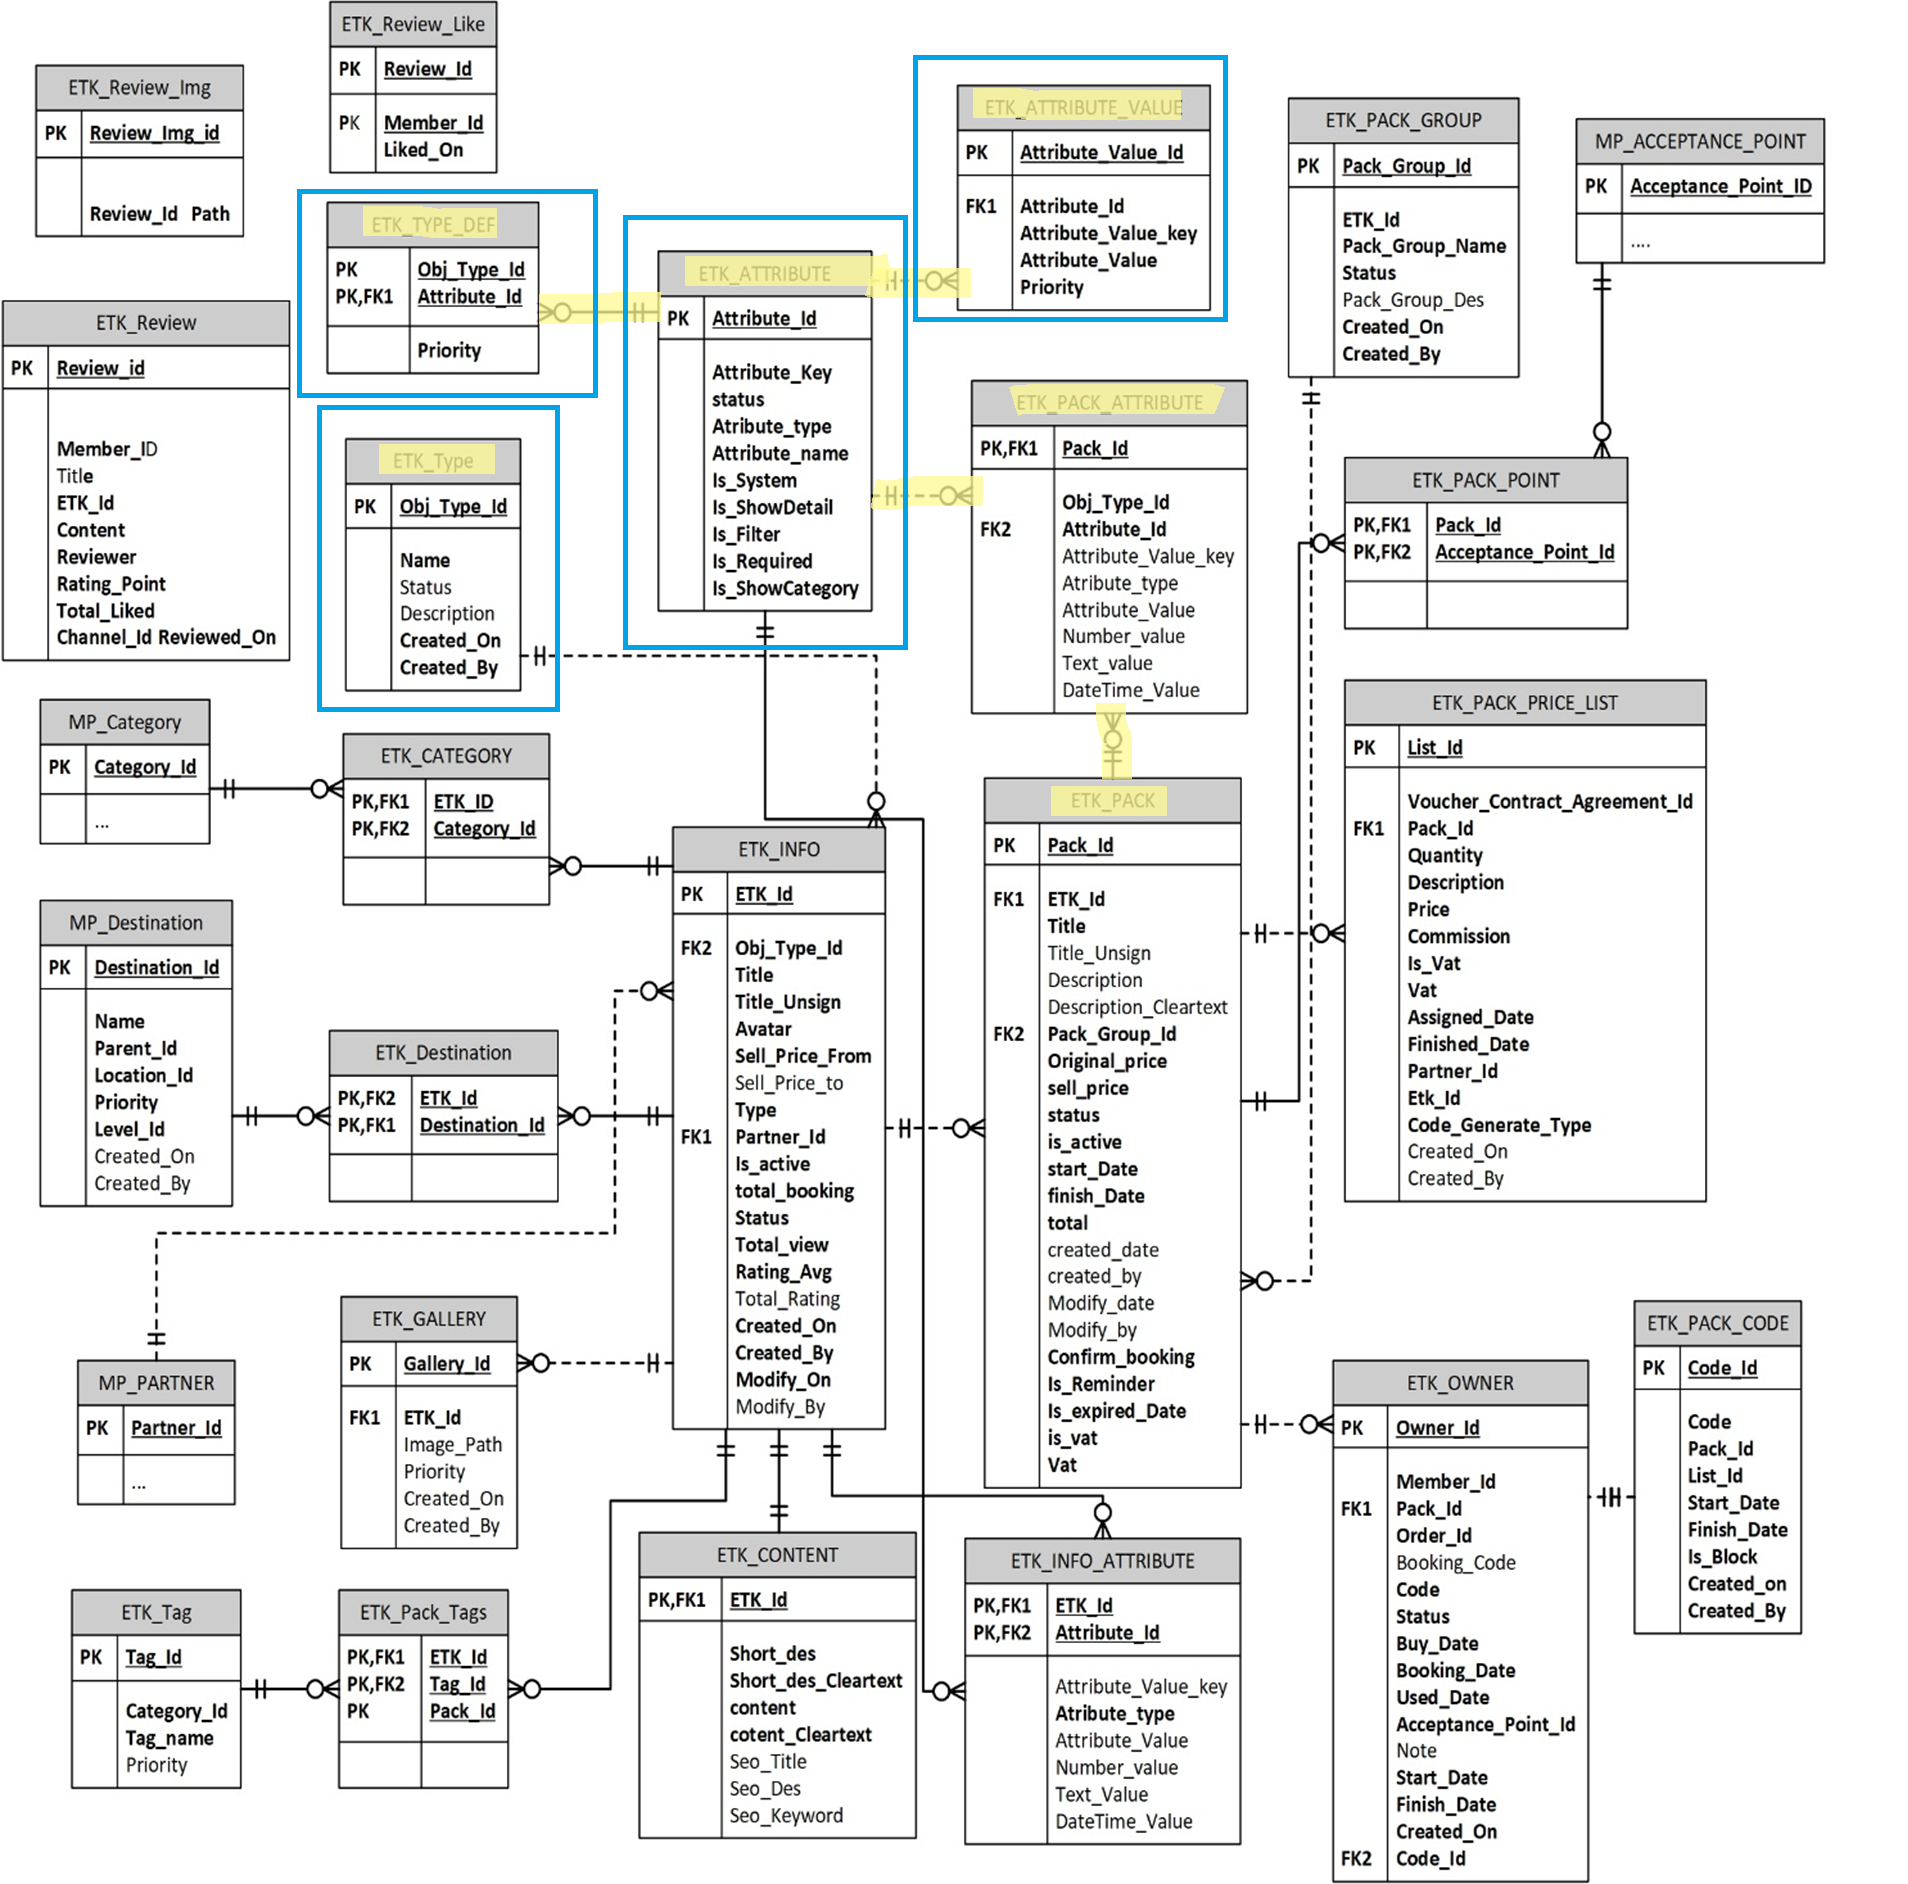 ETK_Review_Like
PK Review_Id
PK Member_Id
Liked_On
ETK_Review_Img
PK Review_Img_id
Review_Id Path
ETK_TYPE_DEF
PK Obj_Type_Id
PK,FK1 Attribute_Id
Priority
ETK_ATTRIBUTE
PK Attribute_Id
Attribute_Key
status
Atribute_type
Attribute_name
Is_System
Is_ShowDetail
Is_Filter
Is_Required
Is_ShowCategory
ETK_ATTRIBUTE_VALUE
PK Attribute_Value_Id
FK1 Attribute_Id
Attribute_Value_key
Attribute_Value
Priority
ETK_PACK_GROUP
PK Pack_Group_Id
ETK_Id
Pack_Group_Name
Status
Pack_Group_Des
Created_On
Created_By
MP_ACCEPTANCE_POINT
PK Acceptance_Point_ID
....
ETK_Review
PK Review_id
Member_ID
Title
ETK_Id
Content
Reviewer
Rating_Point
Total_Liked
Channel_Id Reviewed_On
ETK_Type
PK Obj_Type_Id
Name
Status
Description
Created_On
Created_By
ETK_PACK_ATTRIBUTE
PK,FK1 Pack_Id
Obj_Type_Id
FK2 Attribute_Id
Attribute_Value_key
Atribute_type
Attribute_Value
Number_value
Text_value
DateTime_Value
ETK_PACK_POINT
PK,FK1 Pack_Id
PK,FK2 Acceptance_Point_Id
MP_Category
PK Category_Id
...
ETK_CATEGORY
PK,FK1 ETK_ID
PK,FK2 Category_Id
ETK_INFO
PK ETK_Id
FK2 Obj_Type_Id
Title
Title_Unsign
Avatar
Sell_Price_From
Sell_Price_to
Type
FK1 Partner_Id
Is_active
total_booking
Status
Total_view
Rating_Avg
Total_Rating
Created_On
Created_By
Modify_On
Modify_By
ETK_PACK
PK Pack_Id
FK1 ETK_Id
Title
Title_Unsign
Description
Description_Cleartext
FK2 Pack_Group_Id
Original_price
sell_price
status
is_active
start_Date
finish_Date
total
created_date
created_by
Modify_date
Modify_by
Confirm_booking
Is_Reminder
Is_expired_Date
is_vat
Vat
ETK_PACK_PRICE_LIST
PK List_Id
Voucher_Contract_Agreement_Id
FK1 Pack_Id
Quantity
Description
Price
Commission
Is_Vat
Vat
Assigned_Date
Finished_Date
Partner_Id
Etk_Id
Code_Generate_Type
Created_On
Created_By
MP_Destination
PK Destination_Id
Name
Parent_Id
Location_Id
Priority
Level_Id
Created_On
Created_By
ETK_Destination
PK,FK2 ETK_Id
PK,FK1 Destination_Id
MP_PARTNER
PK Partner_Id
...
ETK_GALLERY
PK Gallery_Id
FK1 ETK_Id
Image_Path
Priority
Created_On
Created_By
ETK_OWNER
PK Owner_Id
Member_Id
FK1 Pack_Id
Order_Id
Booking_Code
Code
Status
Buy_Date
Booking_Date
Used_Date
Acceptance_Point_Id
Note
Start_Date
Finish_Date
Created_On
FK2 Code_Id
ETK_PACK_CODE
PK Code_Id
Code
Pack_Id
List_Id
Start_Date
Finish_Date
Is_Block
Created_on
Created_By
ETK_Tag
PK Tag_Id
Category_Id
Tag_name
Priority
ETK_Pack_Tags
PK,FK1 ETK_Id
PK,FK2 Tag_Id
PK Pack_Id
ETK_CONTENT
PK,FK1 ETK_Id
Short_des
Short_des_Cleartext
content
cotent_Cleartext
Seo_Title
Seo_Des
Seo_Keyword
ETK_INFO_ATTRIBUTE
PK,FK1 ETK_Id
PK,FK2 Attribute_Id
Attribute_Value_key
Atribute_type
Attribute_Value
Number_value
Text_Value
DateTime_Value